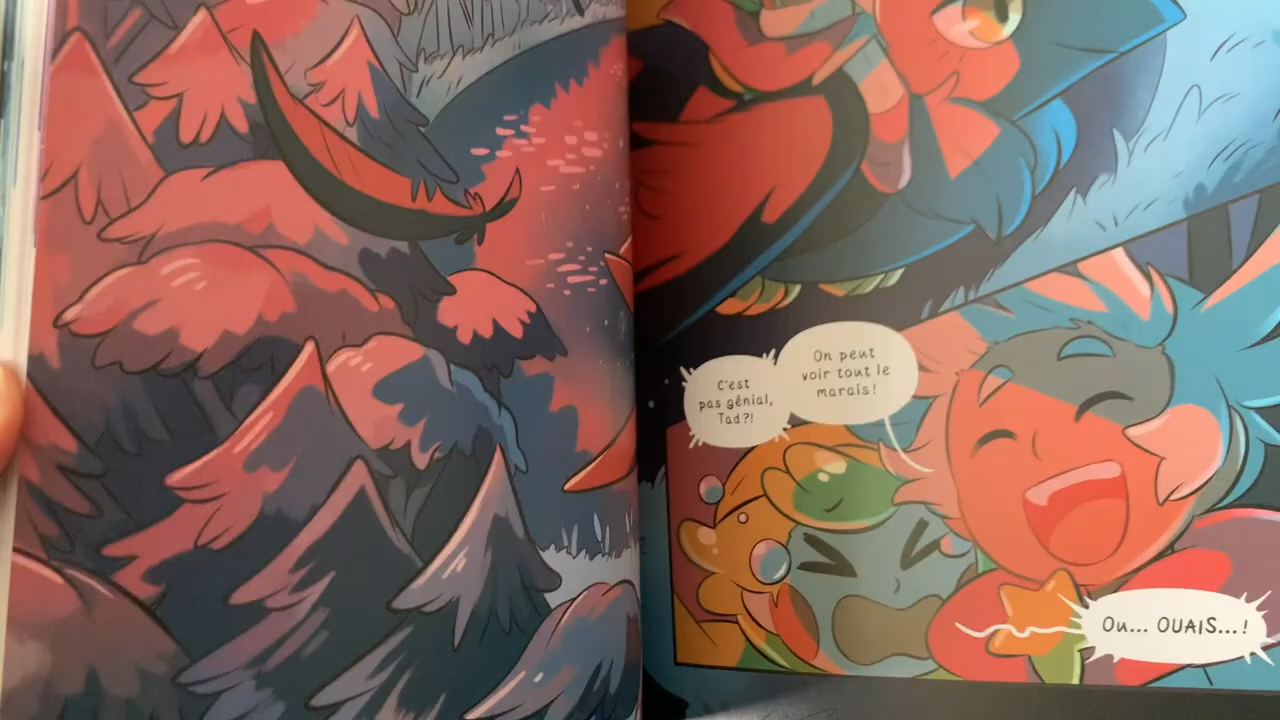 C'est
pas génial,
Tad?!
On peut
voir tout le
marais!
Ou... OUAIS...!